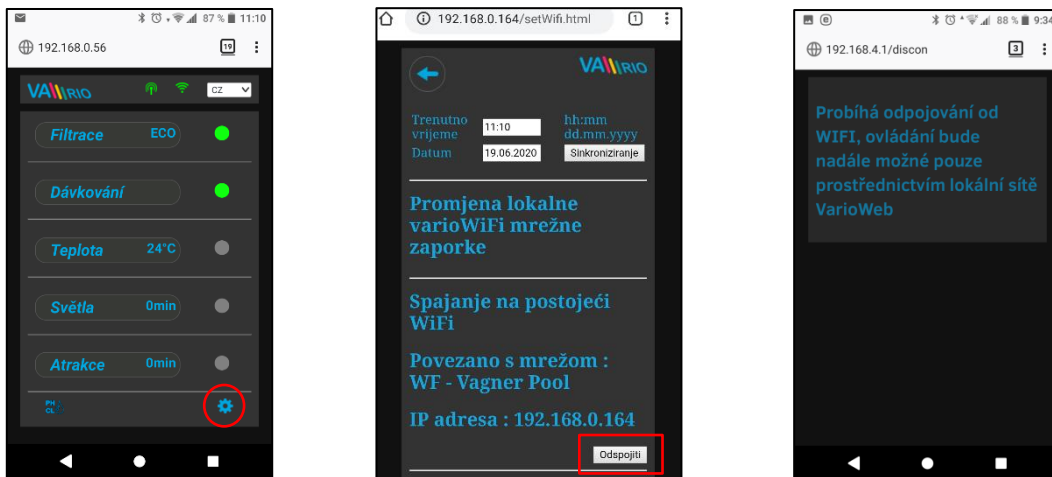 87 % 11:10
192.168.0.56
19
VARIO
CZ
Filtrace ECO
Dávkování
Teplota 24°C
Světla 0min
Atrakce 0min
PH
CL
192.168.0.164/setWifi.html
1
VARIO
Trenutno
vrijeme
11:10
hh:mm
dd.mm.yyyy
Datum
19.06.2020
Sinkroniziranje
Promjena lokalne
varioWiFi mrežne
zaporke
Spajanje na postojeći
WiFi
Povezano s mrežom :
WF - Vagner Pool
IP adresa : 192.168.0.164
Odspojiti
88 % 9:34
192.168.4.1/discon
3
Probíhá odpojování od
WIFI, ovládání bude
nadále možné pouze
prostřednictvím lokální sítě
VarioWeb